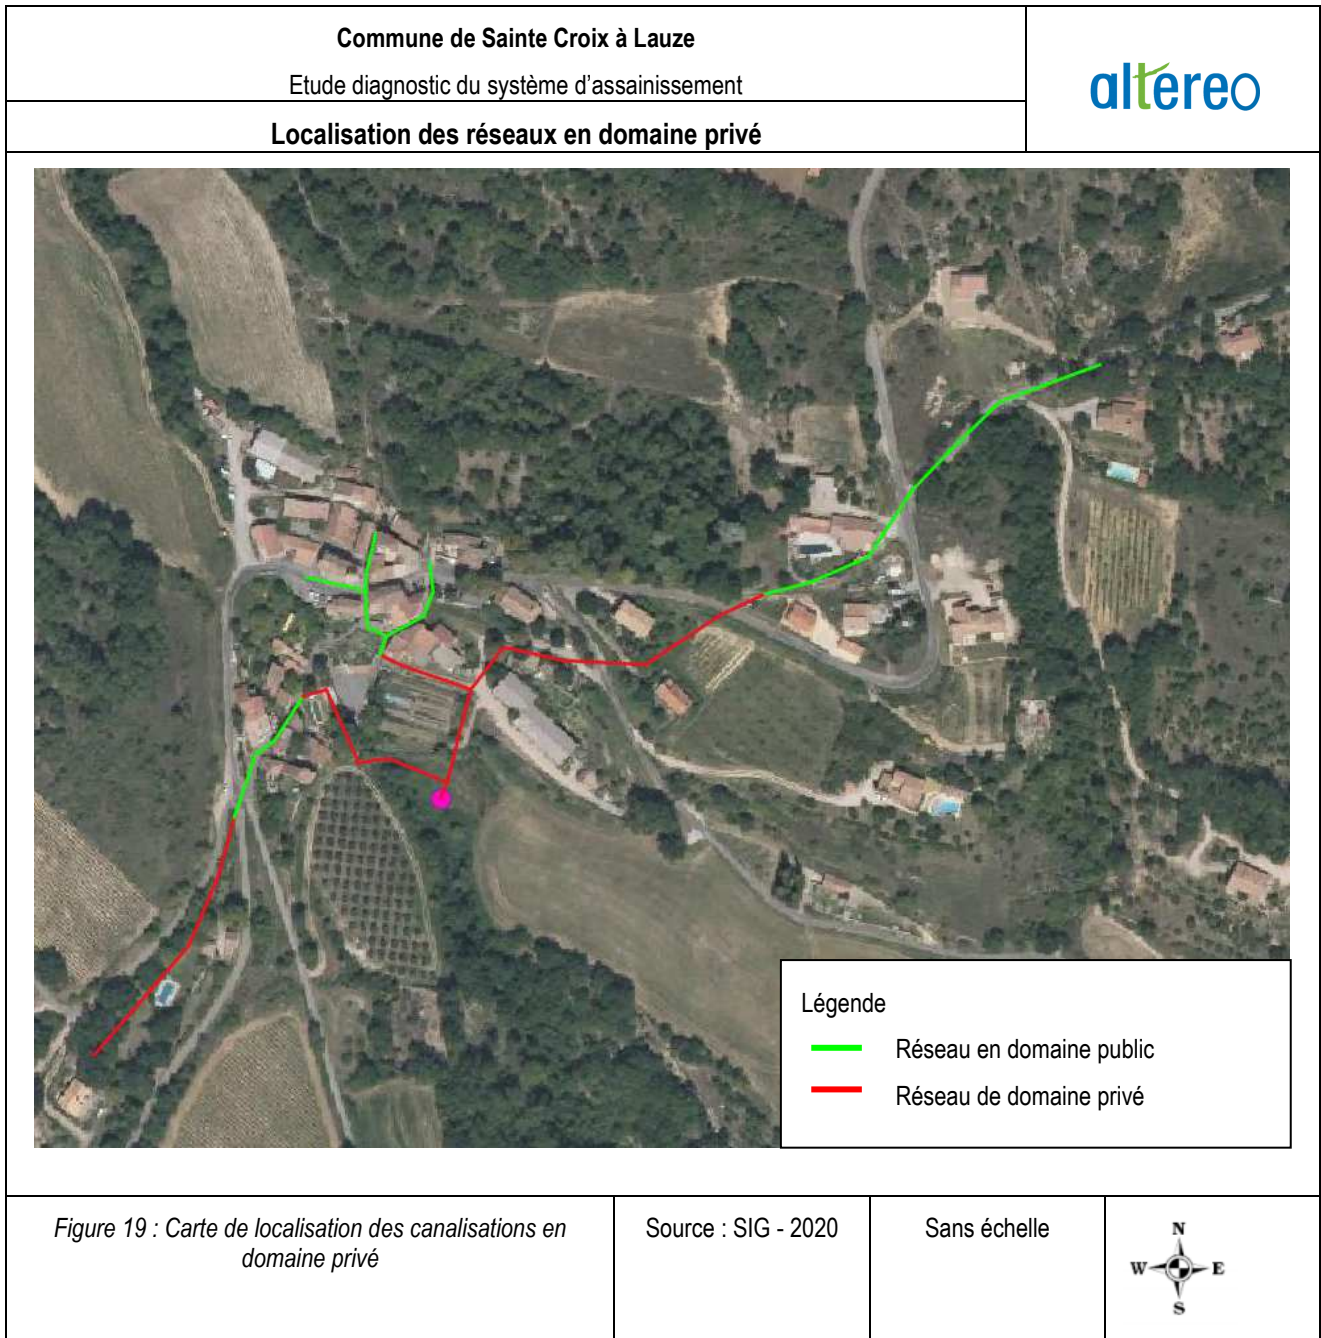 Commune de Sainte Croix à Lauze
Etude diagnostic du système d'assainissement
altereo
Localisation des réseaux en domaine privé
Légende
Réseau en domaine public
Réseau de domaine privé
Figure 19 : Carte de localisation des canalisations en
domaine privé
Source : SIG - 2020
Sans échelle
N
W E
S